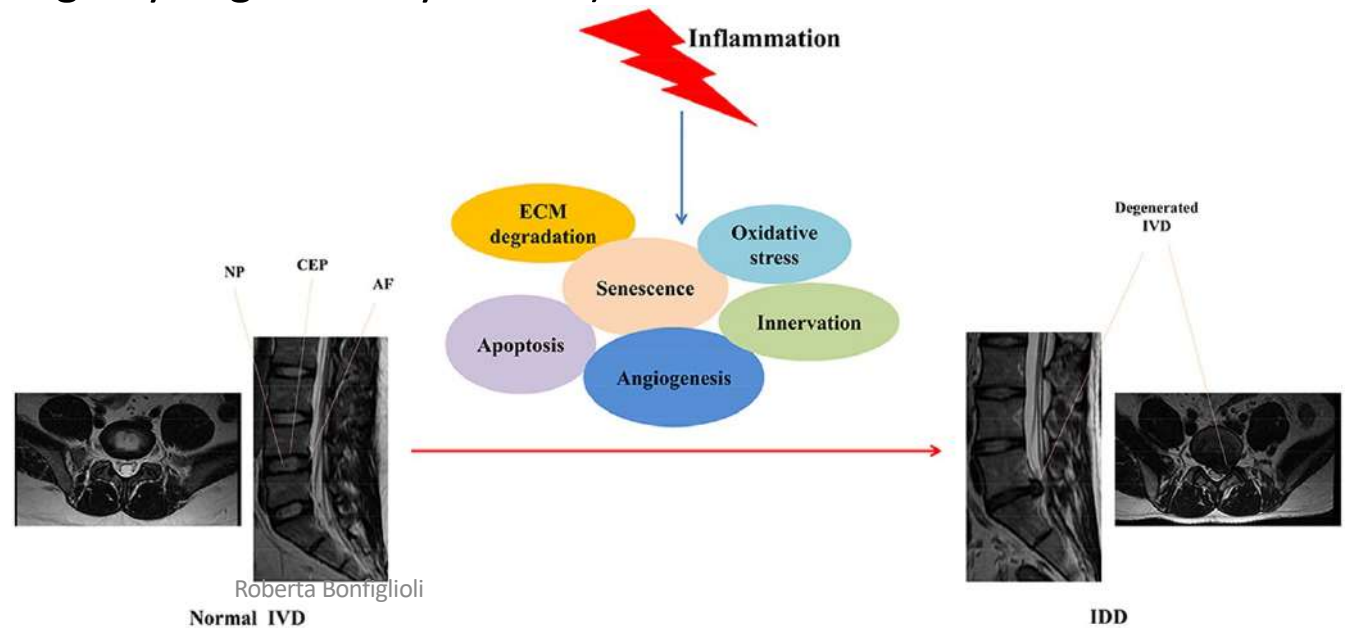 Inflammation
ECM
degradation
Oxidative
stress
Senescence
Innervation
Apoptosis
Angiogenesis
NP
CEP
AF
Degenerated
IVD
Roberta Bonfiglioli
Normal IVD
IDD